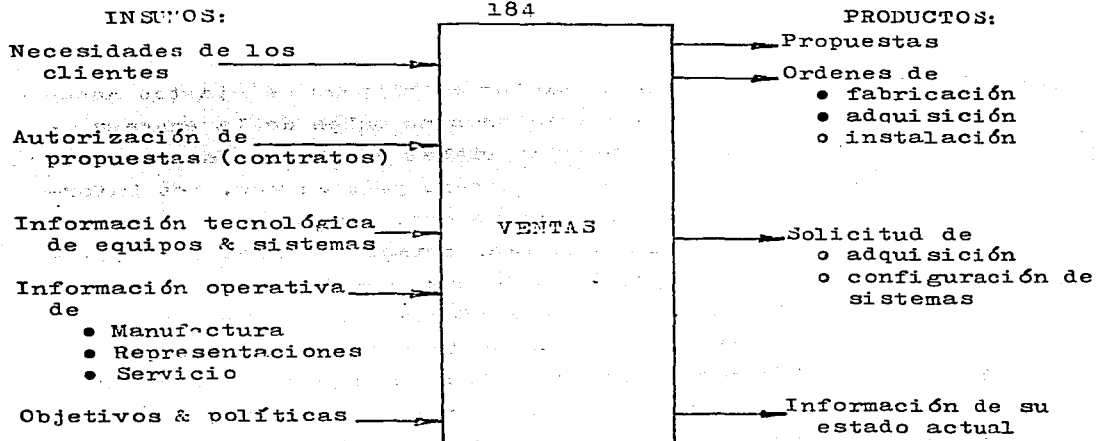 184
INSUMOS:
Necesidades de los
clientes
Autorización de
propuestas (contratos)
Información tecnológica
de equipos & sistemas
Información operativa
de
● Manufactura
● Representaciones
● Servicio
Objetivos & políticas
VENTAS
PRODUCTOS:
Propuestas
Ordenes de
● fabricación
● adquisición
o instalación
Solicitud de
o adquisición
o configuración de
sistemas
Información de su
estado actual